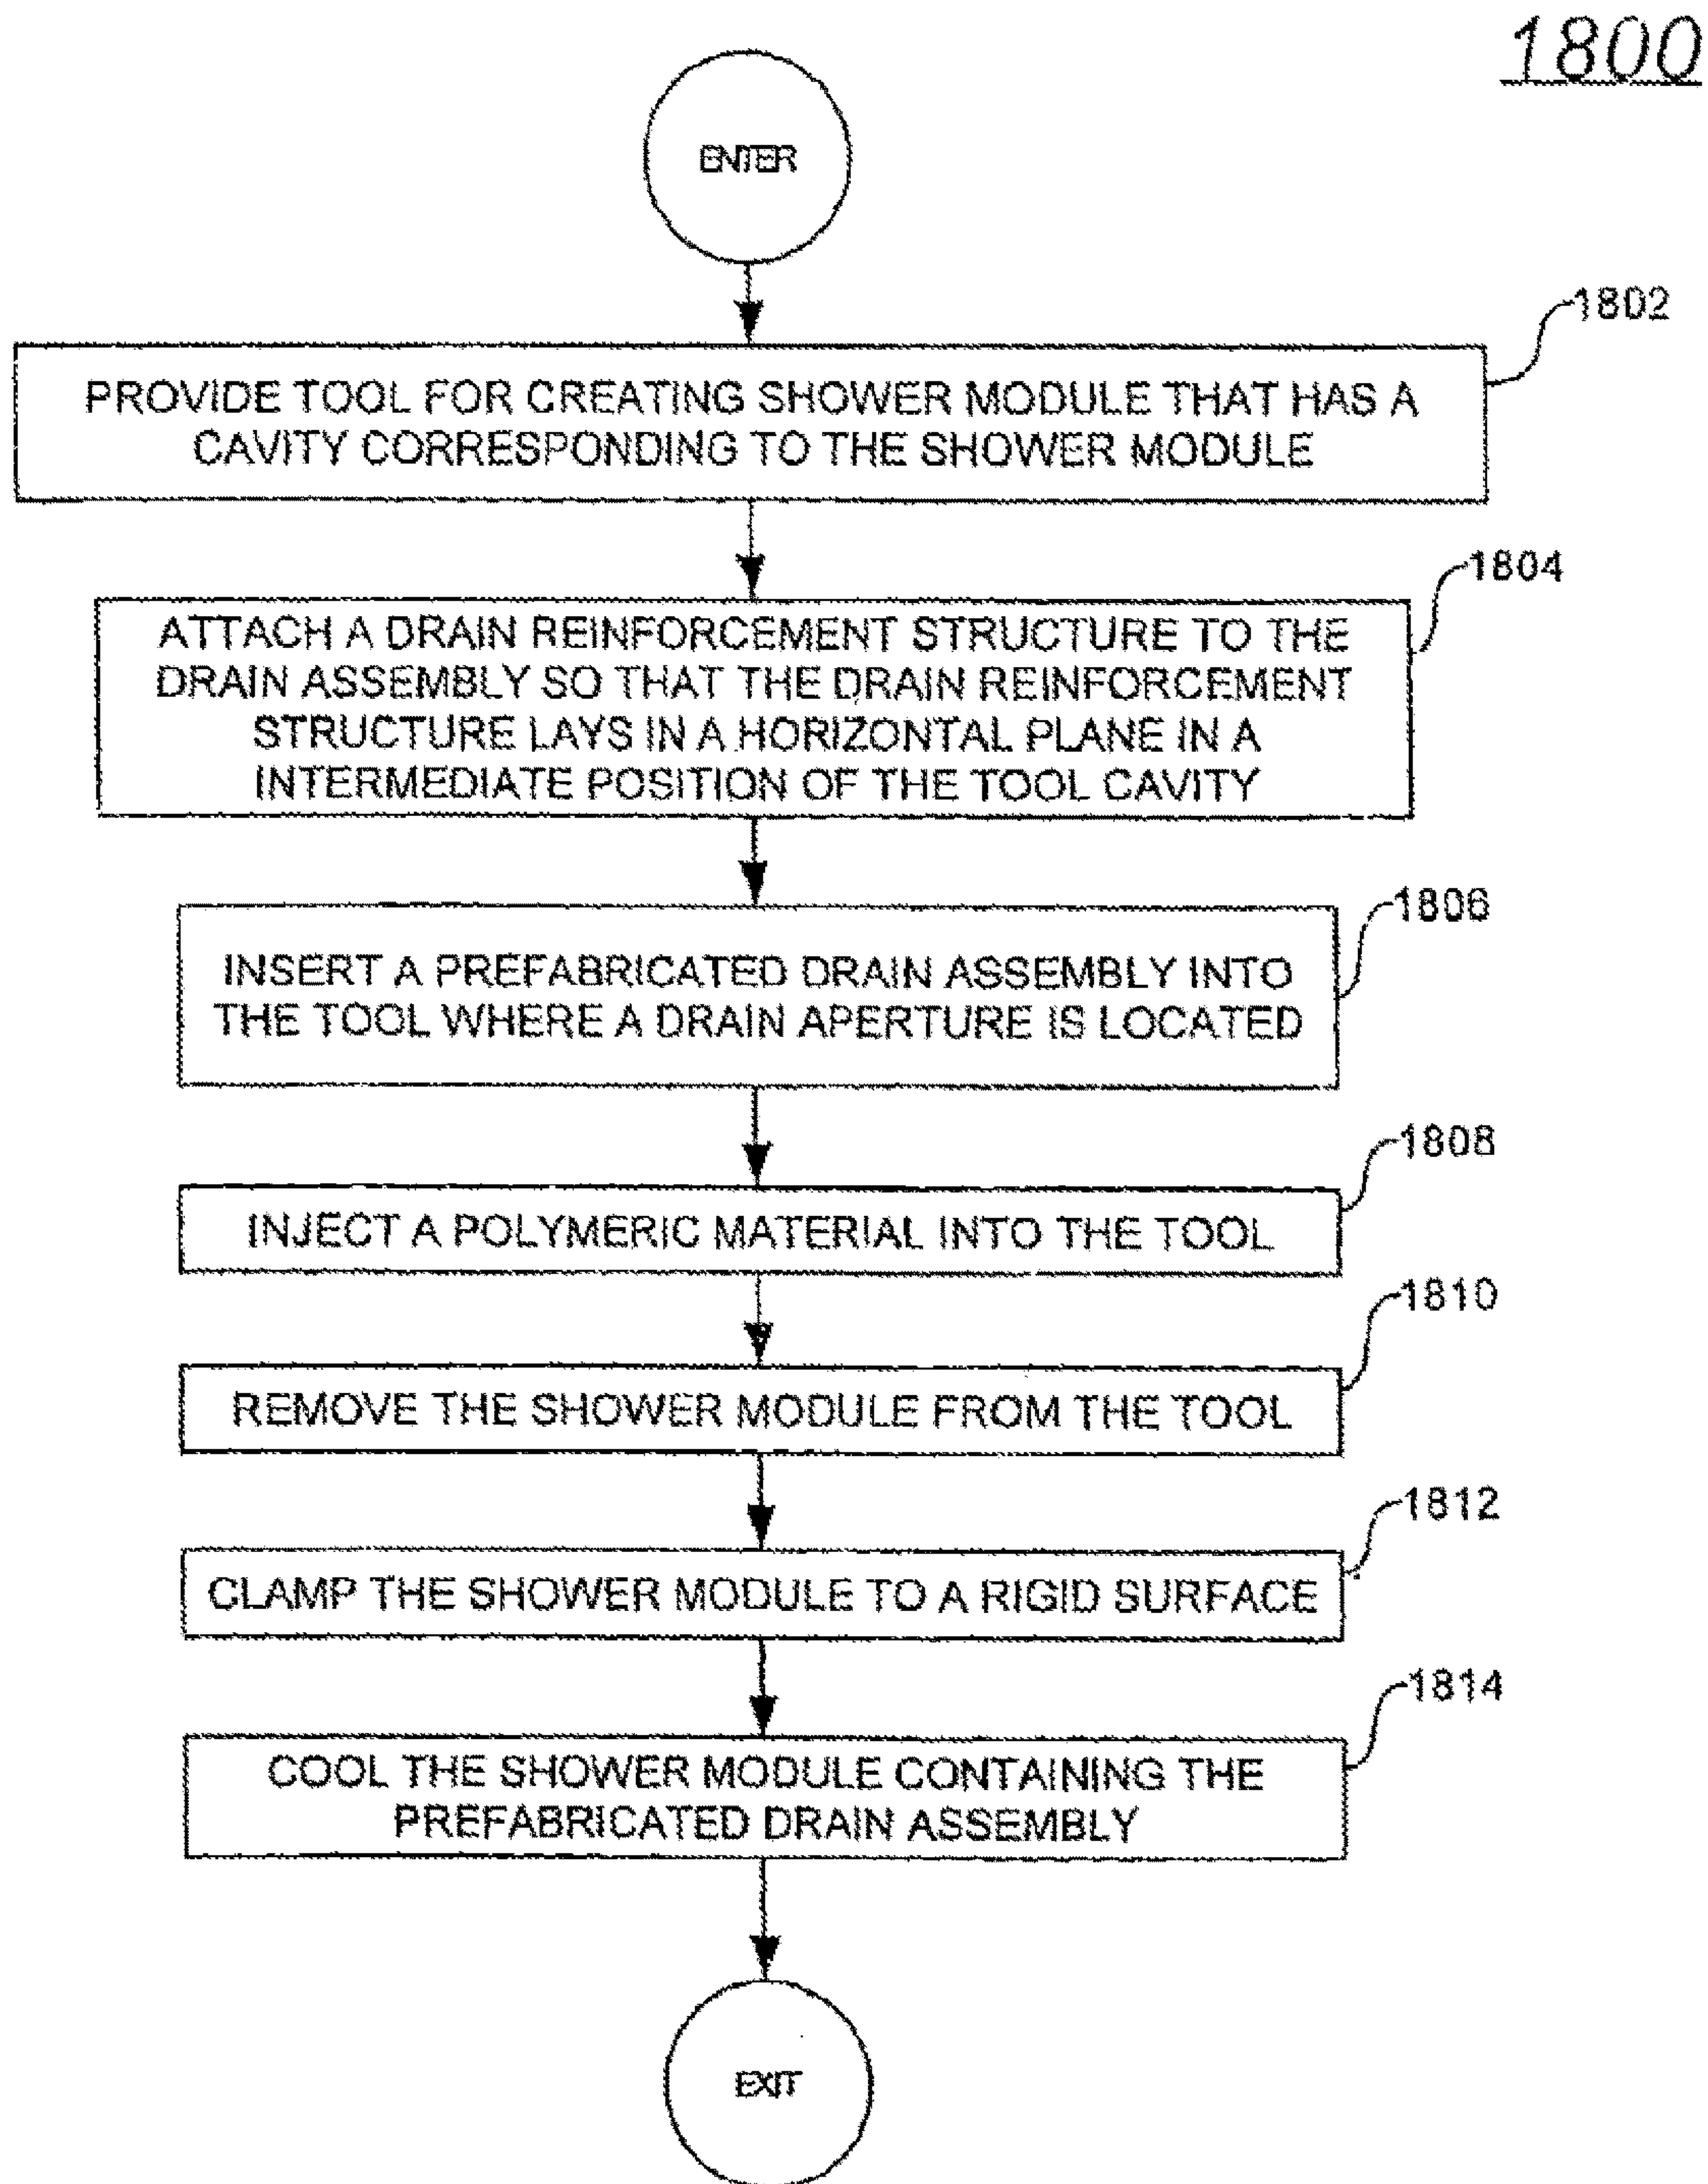 1800
ENTER
1802
PROVIDE TOOL FOR CREATING SHOWER MODULE THAT HAS A
CAVITY CORRESPONDING TO THE SHOWER MODULE
1804
ATTACH A DRAIN REINFORCEMENT STRUCTURE TO THE
DRAIN ASSEMBLY SO THAT THE DRAIN REINFORCEMENT
STRUCTURE LAYS IN A HORIZONTAL PLANE IN A
INTERMEDIATE POSITION OF THE TOOL CAVITY
1806
INSERT A PREFABRICATED DRAIN ASSEMBLY INTO
THE TOOL WHERE A DRAIN APERTURE IS LOCATED
1808
INJECT A POLYMERIC MATERIAL INTO THE TOOL
1810
REMOVE THE SHOWER MODULE FROM THE TOOL
1812
CLAMP THE SHOWER MODULE TO A RIGID SURFACE
1814
COOL THE SHOWER MODULE CONTAINING THE
PREFABRICATED DRAIN ASSEMBLY
EXIT